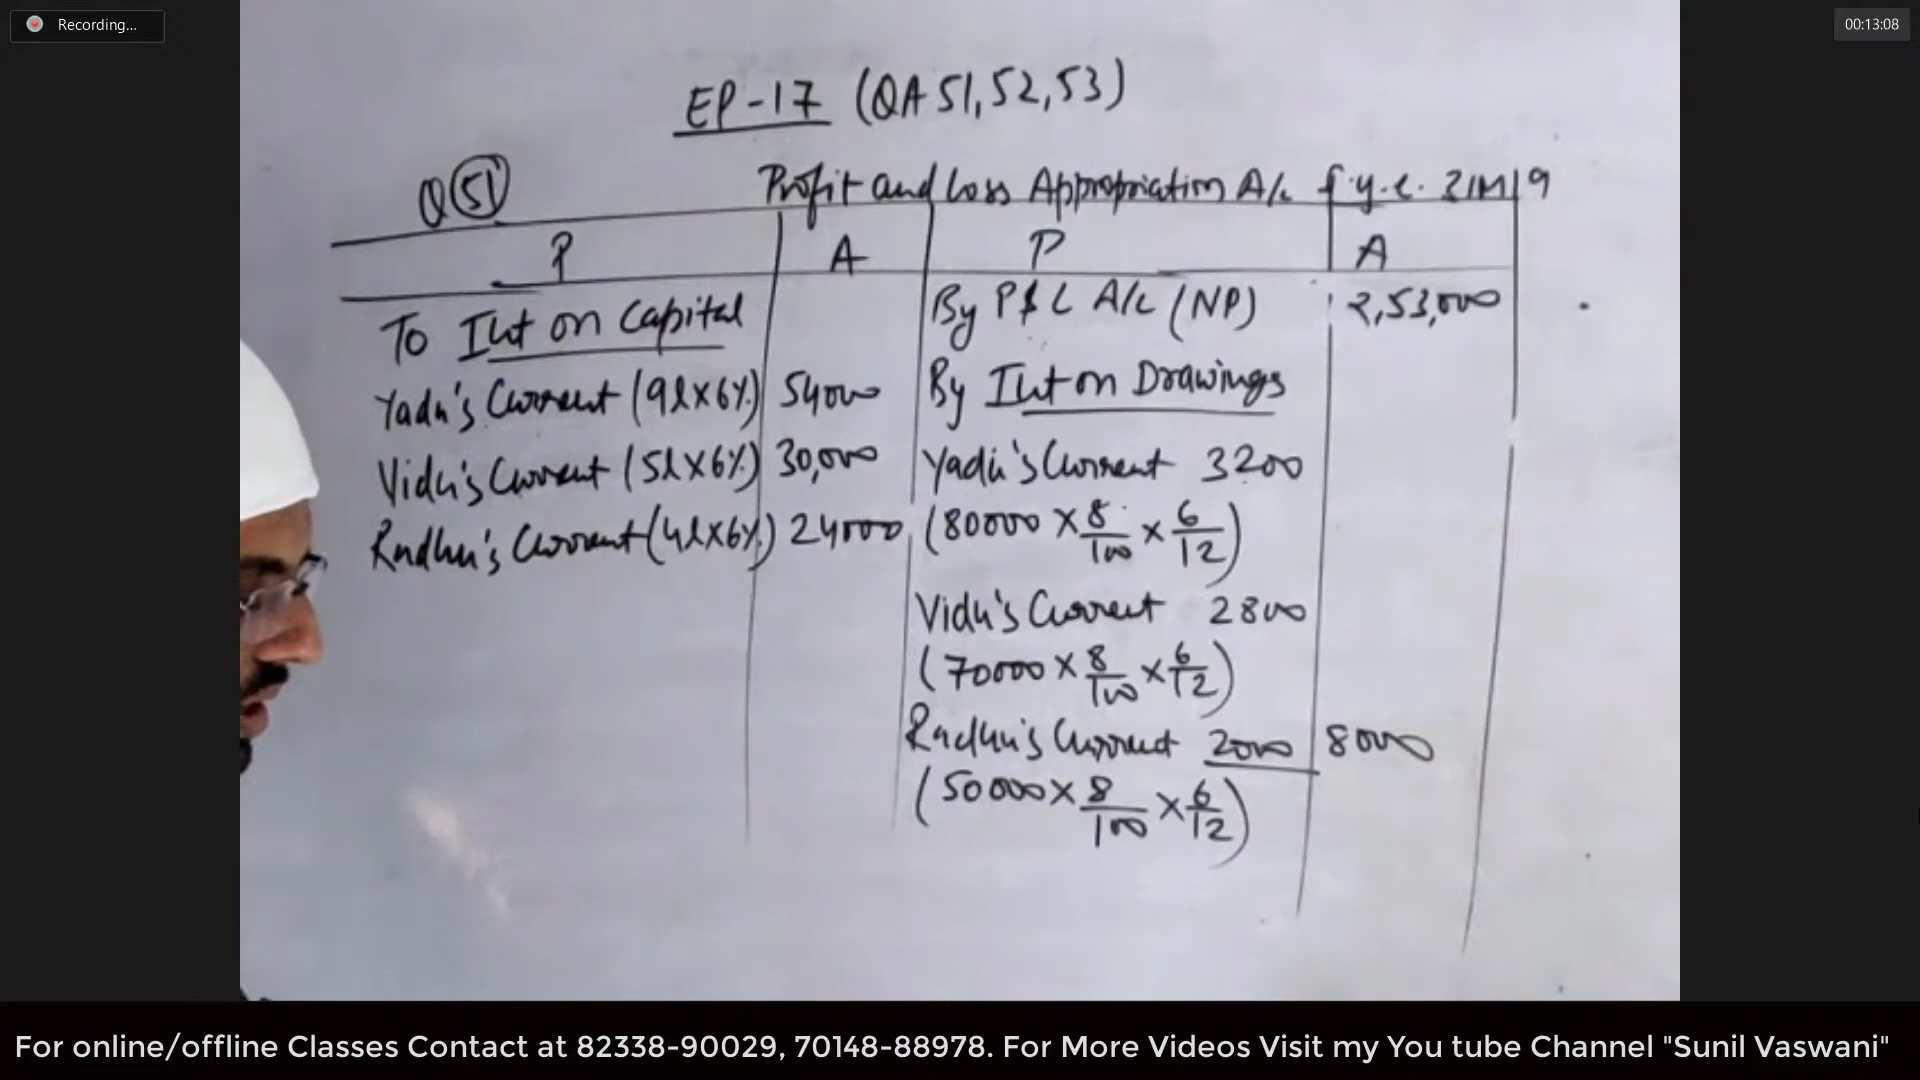 Recording...
00:13:08
EP-17 (QA 51, 52, 53)
Q 51 Profit and Loss Appropriation A/c f.y.e. 31M19
P A P A
To Int on Capital By P&L A/c (NP) 2,53,000
Yadu's Current (9l×6%) 54000 By Int on Drawings
Vidu's Current (5l×6%) 30,000 Yadu's Current 3200
Radhu's Current (4l×6%) 24000 (80000 × 8/100 × 6/12)
Vidu's Current 2800
(70000 × 8/100 × 6/12)
Radhu's Current 2000 8000
(50000 × 8/100 × 6/12)
For online/offline Classes Contact at 82338-90029, 70148-88978. For More Videos Visit my You tube Channel "Sunil Vaswani"